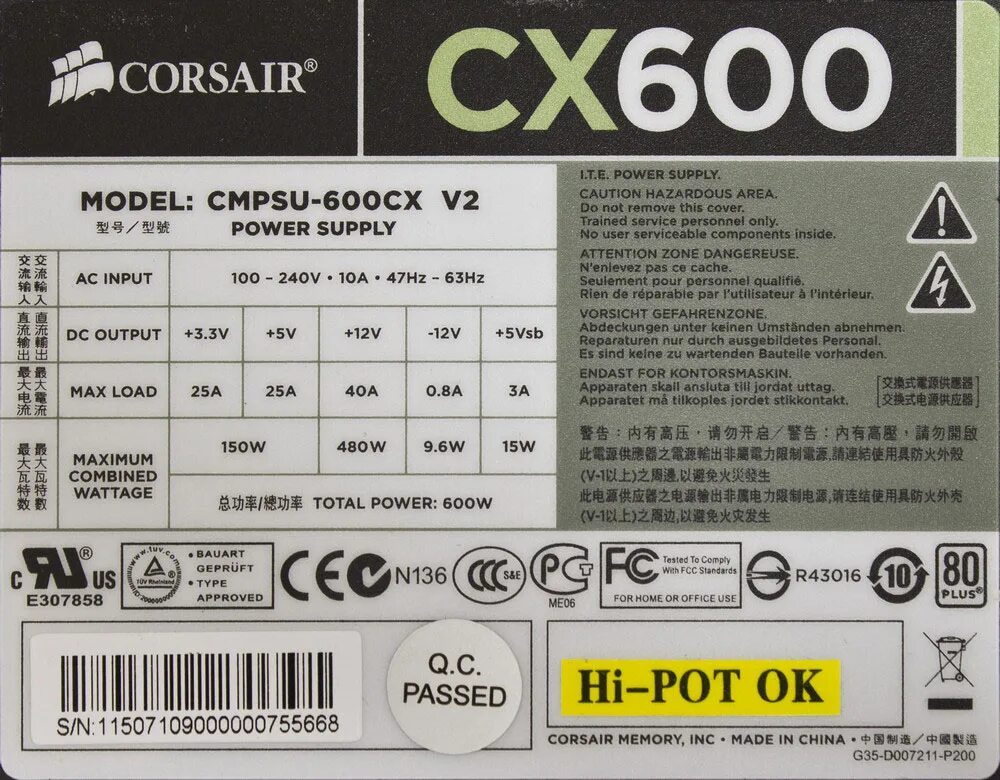 CORSAIR®
CX600
MODEL: CMPSU-600CX V2
型号／型號 POWER SUPPLY
交流输入 交流輸入 AC INPUT 100 - 240V • 10A • 47Hz - 63Hz
直流输出 直流輸出 DC OUTPUT +3.3V +5V +12V -12V +5Vsb
最大电流 最大電流 MAX LOAD 25A 25A 40A 0.8A 3A
最大瓦特数 最大瓦特數 MAXIMUM COMBINED WATTAGE 150W 480W 9.6W 15W
总功率/總功率 TOTAL POWER: 600W
I.T.E. POWER SUPPLY.
CAUTION HAZARDOUS AREA.
Do not remove this cover.
Trained service personnel only.
No user serviceable components inside.
ATTENTION ZONE DANGEREUSE.
N'enlevez pas ce cache.
Seulement pour personnel qualifié.
Rien de réparable par l'utilisateur à l'intérieur.
VORSICHT GEFAHRENZONE.
Abdeckungen unter keinen Umständen abnehmen.
Reparaturen nur durch ausgebildetes Personal.
Es sind keine zu wartenden Bauteile vorhanden.
ENDAST FOR KONTORSMASKIN.
Apparaten skall ansluta till jordat uttag.
Apparatet må tilkoples jordet stikkontakt.
交換式電源供應器
交换式电源供应器
警告：内有高压，请勿开启／警告：內有高壓，請勿開啟
此電源供應器之電源輸出非屬電力限制電源,請連結使用具防火外殼
(V-1以上)之周邊,以避免火災發生
此电源供应器之电源输出非属电力限制电源,请连结使用具防火外壳
(V-1以上)之周边,以避免火灾发生
c RU® US
E307858
www.tuv.com
TÜV Rheinland
• BAUART
GEPRÜFT
• TYPE
APPROVED
CE
N136
CCC S&E
PCT
ME06
FC Tested To Comply
With FCC Standards
FOR HOME OR OFFICE USE
R43016
10
80
PLUS®
S/N:11507109000000755668
Q.C.
PASSED
Hi-POT OK
CORSAIR MEMORY, INC • MADE IN CHINA • 中国制造／中國製造
G35-D007211-P200